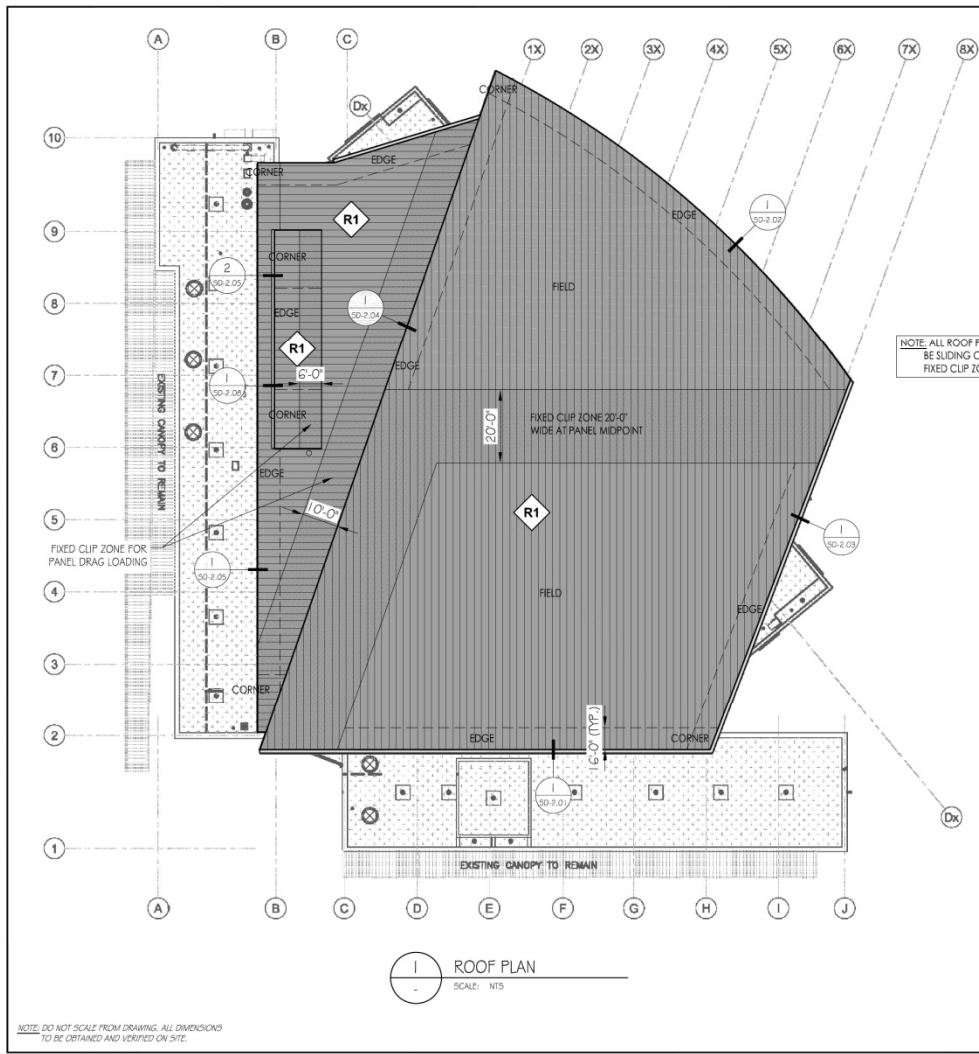 A
B
C
1X
2X
3X
4X
5X
6X
7X
8X
CORNER
Dx
10
EDGE
CORNER
9
R1
EDGE
1
SD-2.02
CORNER
2
SD-2.05
8
FIELD
EDGE
1
SD-2.04
R1
NOTE: ALL ROOF P
BE SLIDING C
FIXED CLIP ZO
7
6'-0"
EDGE
1
CORNER
FIXED CLIP ZONE 20'-0"
WIDE AT PANEL MIDPOINT
20'-0"
EXISTING CANOPY TO REMAIN
6
EDGE
10'-0"
R1
5
1
SD-2.03
FIXED CLIP ZONE FOR
PANEL DRAG LOADING
1
SD-2.05
4
FIELD
EDGE
3
CORNER
2
EDGE
16'-0" (TYP.)
CORNER
1
SD-2.01
Dx
1
EXISTING CANOPY TO REMAIN
A
B
C
D
E
F
G
H
I
J
1
-
ROOF PLAN
SCALE: NTS
NOTE: DO NOT SCALE FROM DRAWING. ALL DIMENSIONS
TO BE OBTAINED AND VERIFIED ON SITE.